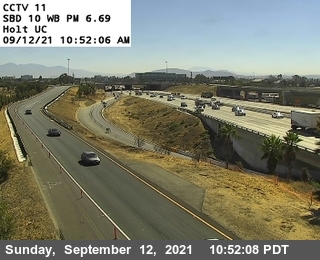 CCTV 11
SBD 10 WB PM 6.69
Holt UC
09/12/21 10:52:06 AM
Sunday, September 12, 2021 10:52:08 PDT